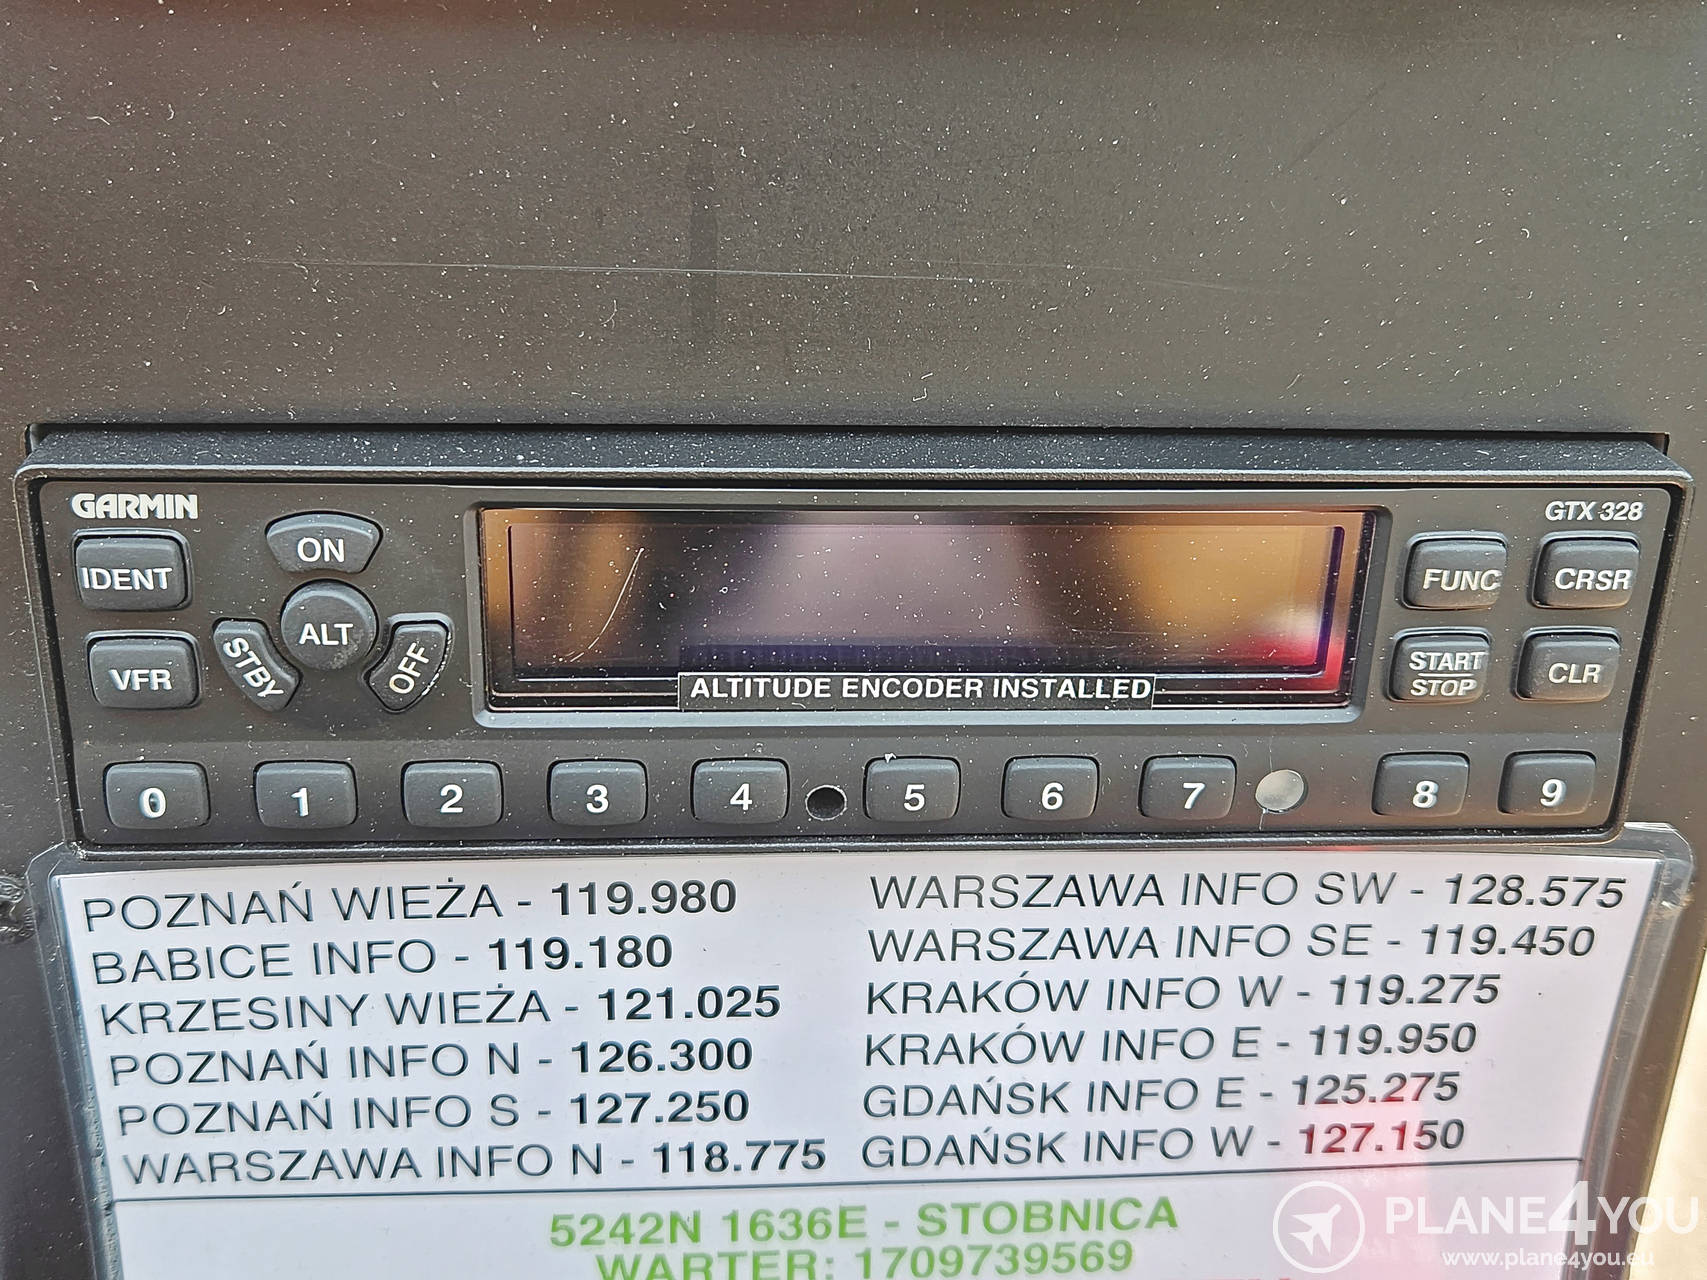 GARMIN
GTX 328
IDENT
ON
FUNC
CRSR
STBY
ALT
OFF
VFR
START
STOP
CLR
ALTITUDE ENCODER INSTALLED
0 1 2 3 4 5 6 7 8 9
POZNAŃ WIEŻA - 119.980
BABICE INFO - 119.180
KRZESINY WIEŻA - 121.025
POZNAŃ INFO N - 126.300
POZNAŃ INFO S - 127.250
WARSZAWA INFO N - 118.775
WARSZAWA INFO SW - 128.575
WARSZAWA INFO SE - 119.450
KRAKÓW INFO W - 119.275
KRAKÓW INFO E - 119.950
GDAŃSK INFO E - 125.275
GDAŃSK INFO W - 127.150
5242N 1636E - STOBNICA
WARTER: 1709739569
PLANE4YOU
www.plane4you.eu